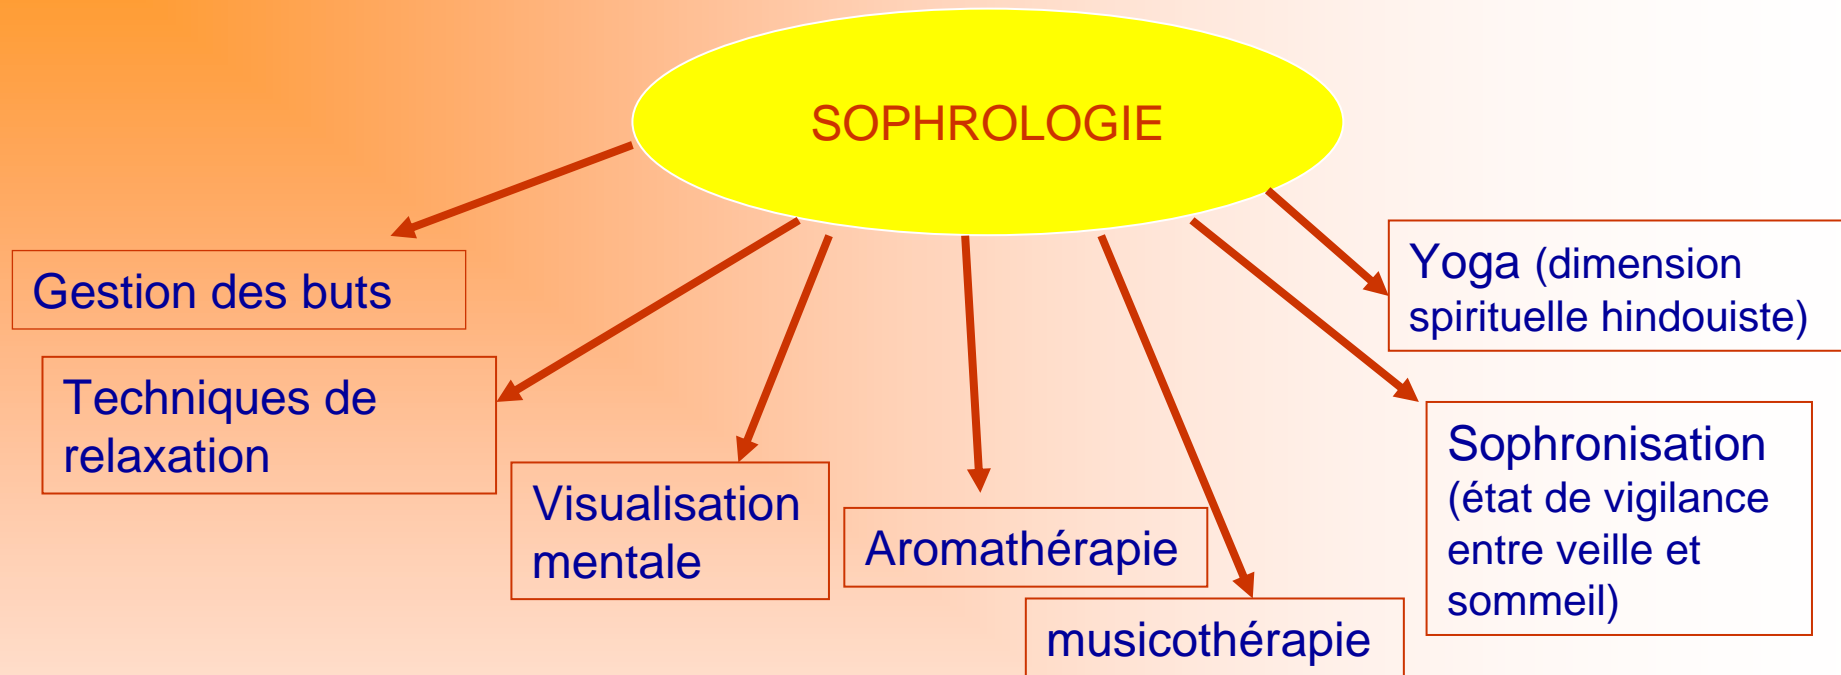 SOPHROLOGIE
Gestion des buts
Techniques de
relaxation
Visualisation
mentale
Aromathérapie
musicothérapie
Yoga (dimension
spirituelle hindouiste)
Sophronisation
(état de vigilance
entre veille et
sommeil)